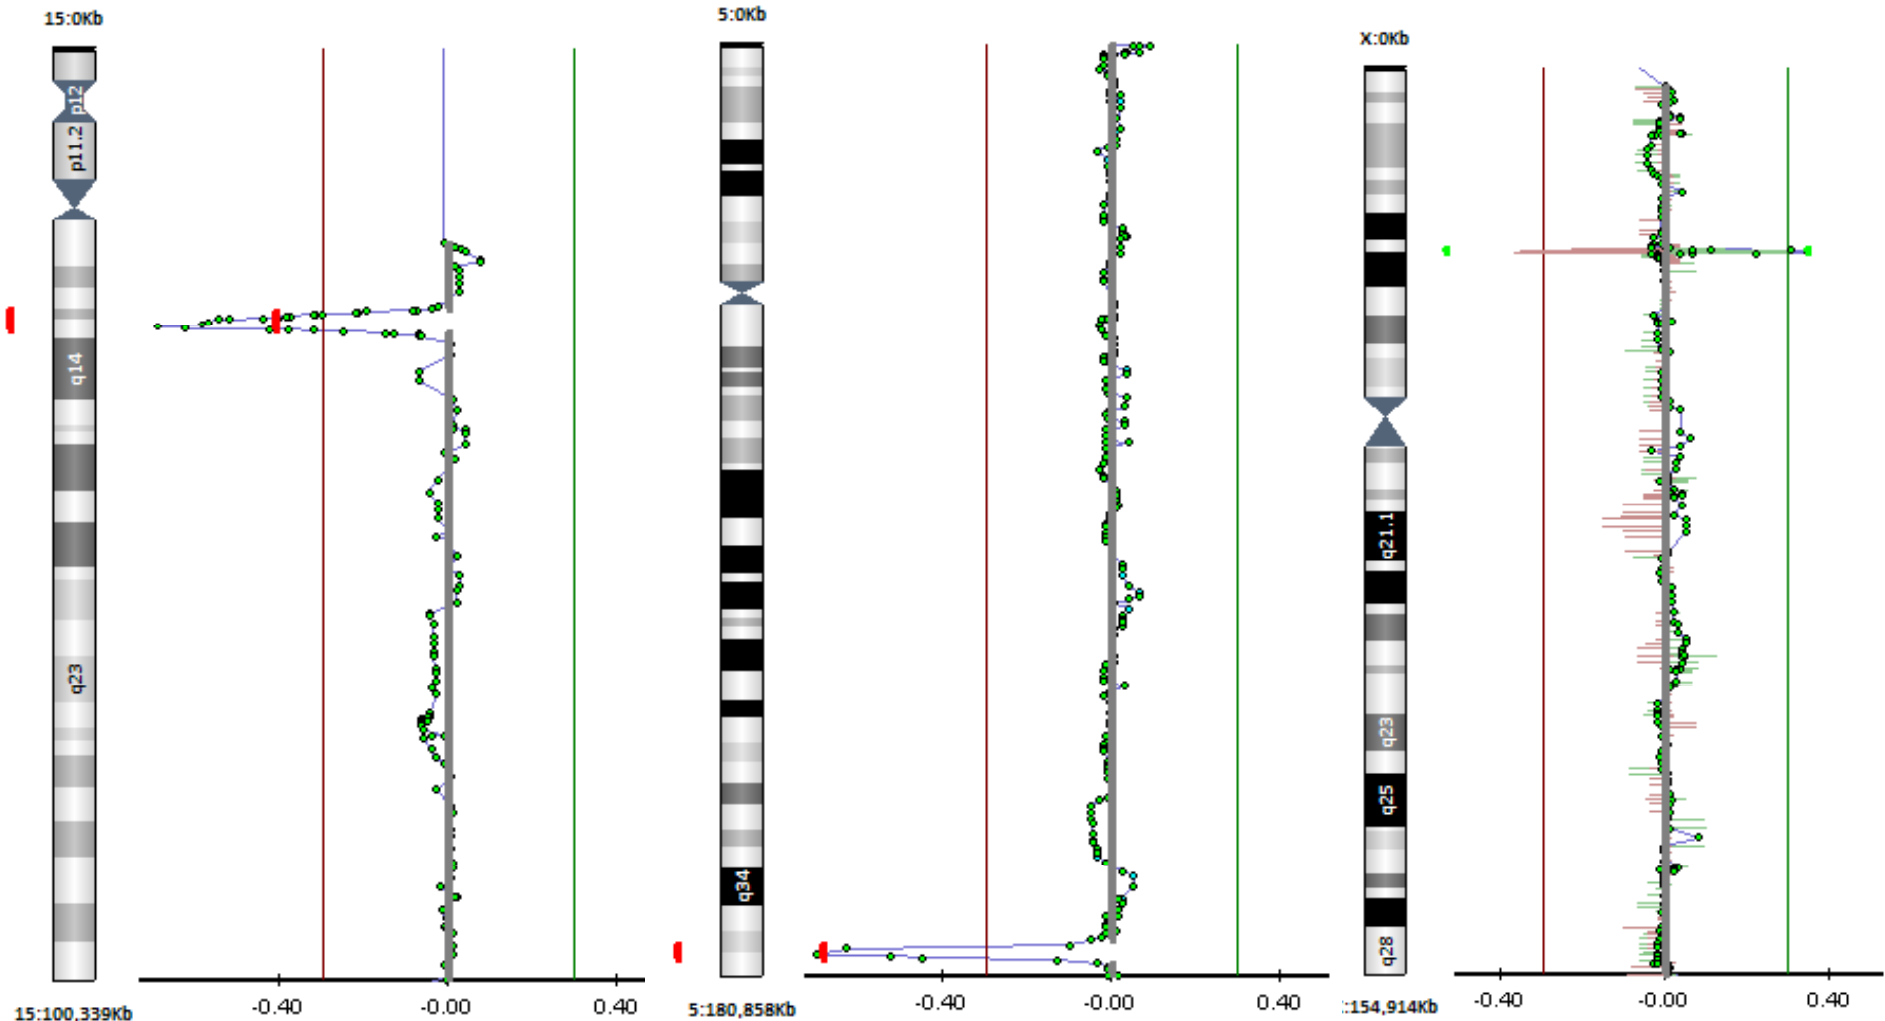 15:0Kb
p12
p11.2
q14
q23
-0.40
-0.00
0.40
15:100,339Kb
5:0Kb
q34
-0.40
-0.00
0.40
5:180,858Kb
X:0Kb
q21.1
q23
q25
q28
-0.40
-0.00
0.40
:154,914Kb